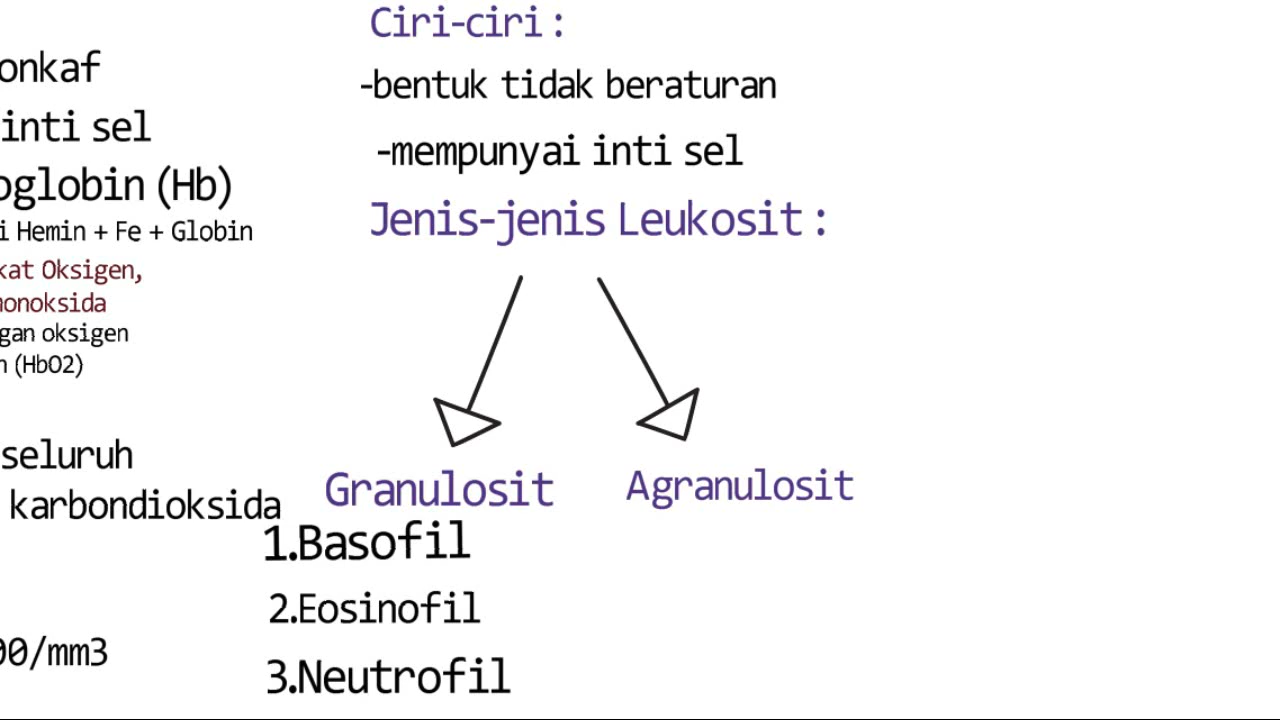 onkaf
inti sel
oglobin (Hb)
i Hemin + Fe + Globin
kat Oksigen,
monoksida
gan oksigen
n (HbO2)
seluruh
karbondioksida
00/mm3
Ciri-ciri :
-bentuk tidak beraturan
-mempunyai inti sel
Jenis-jenis Leukosit :
Granulosit
Agranulosit
1.Basofil
2.Eosinofil
3.Neutrofil